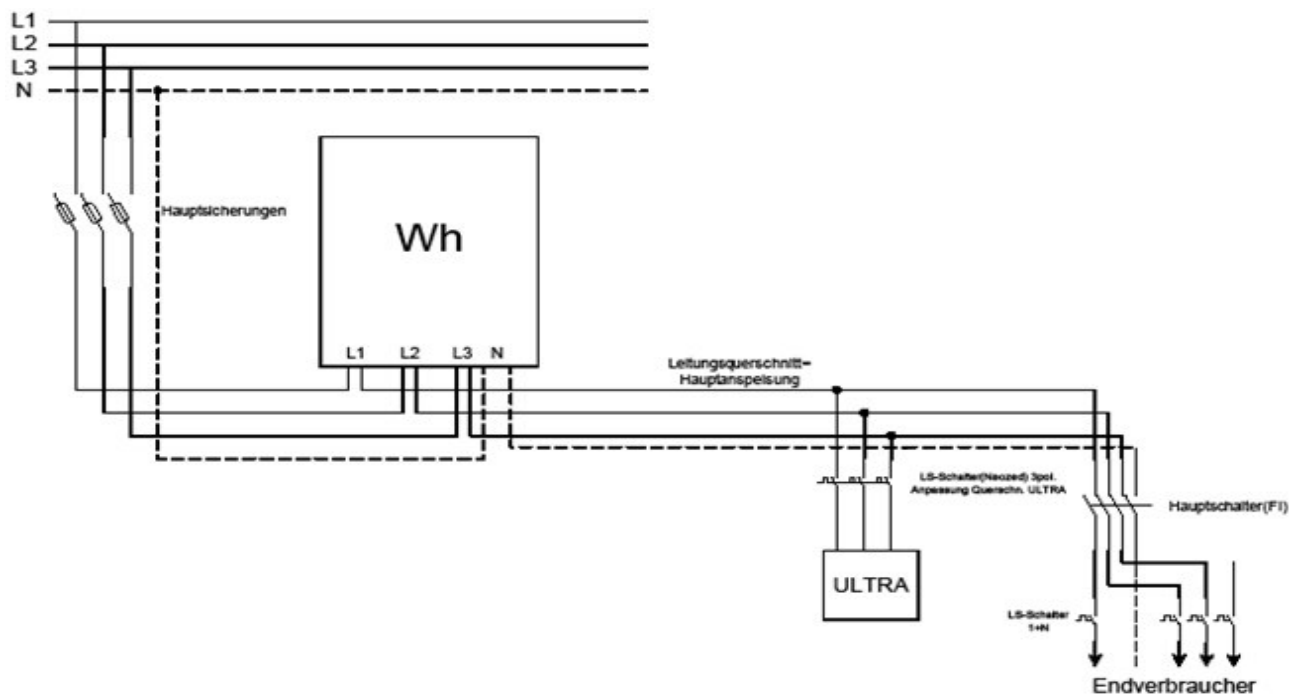 L1
L2
L3
N
Hauptsicherungen
Wh
L1 L2 L3 N
Leitungsquerschnitt=
Hauptanspeisung
LS-Schalter(Neozed) 3pol.
Anpassung Querschn. ULTRA
Hauptschalter(FI)
ULTRA
LS-Schalter
1+N
Endverbraucher